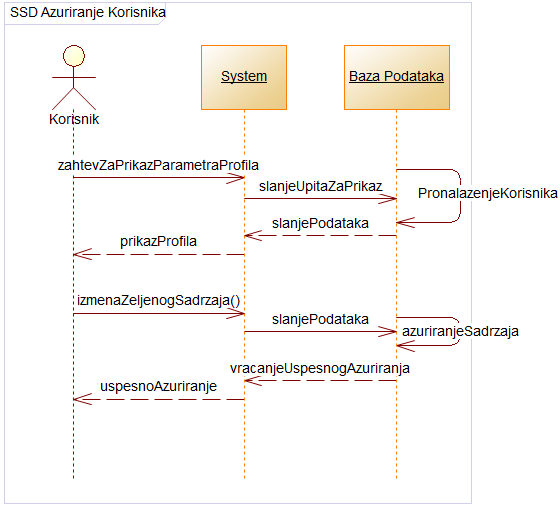 SSD Azuriranje Korisnika
System
Baza Podataka
Korisnik
zahtevZaPrikazParametraProfila
slanjeUpitaZaPrikaz
PronalazenjeKorisnika
slanjePodataka
prikazProfila
izmenaZeljenogSadrzaja()
slanjePodataka
azuriranjeSadrzaja
vracanjeUspesnogAzuriranja
uspesnoAzuriranje